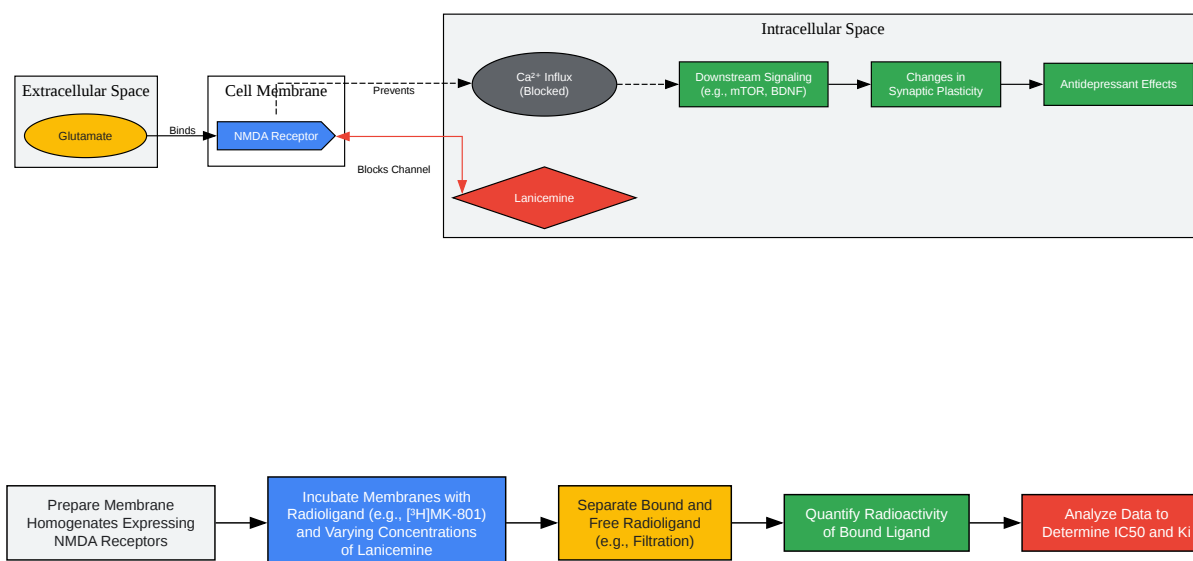 Intracellular Space
Extracellular Space
Glutamate
Binds
Cell Membrane
NMDA Receptor
Prevents
Blocks Channel
Ca²⁺ Influx
(Blocked)
Downstream Signaling
(e.g., mTOR, BDNF)
Changes in
Synaptic Plasticity
Antidepressant Effects
Lanicemine
Prepare Membrane
Homogenates Expressing
NMDA Receptors
Incubate Membranes with
Radioligand (e.g., [³H]MK-801)
and Varying Concentrations
of Lanicemine
Separate Bound and
Free Radioligand
(e.g., Filtration)
Quantify Radioactivity
of Bound Ligand
Analyze Data to
Determine IC50 and Ki